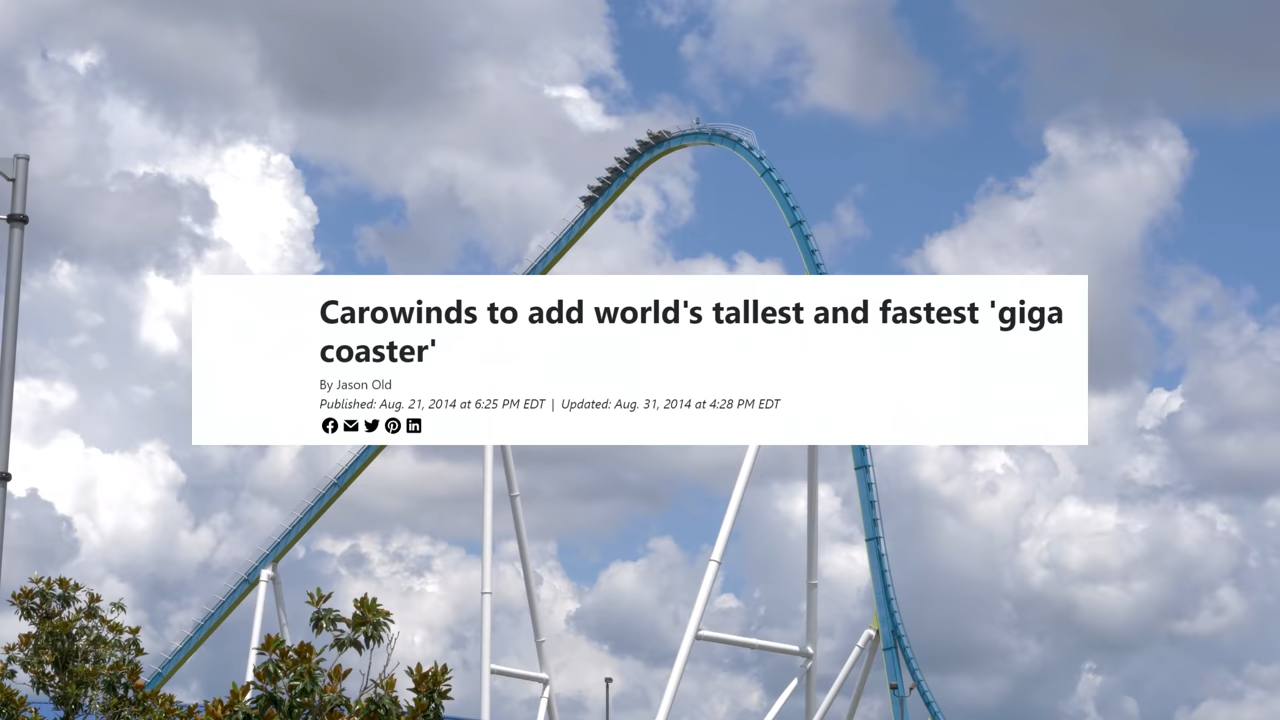 Carowinds to add world's tallest and fastest 'giga
coaster'
By Jason Old
Published: Aug. 21, 2014 at 6:25 PM EDT | Updated: Aug. 31, 2014 at 4:28 PM EDT